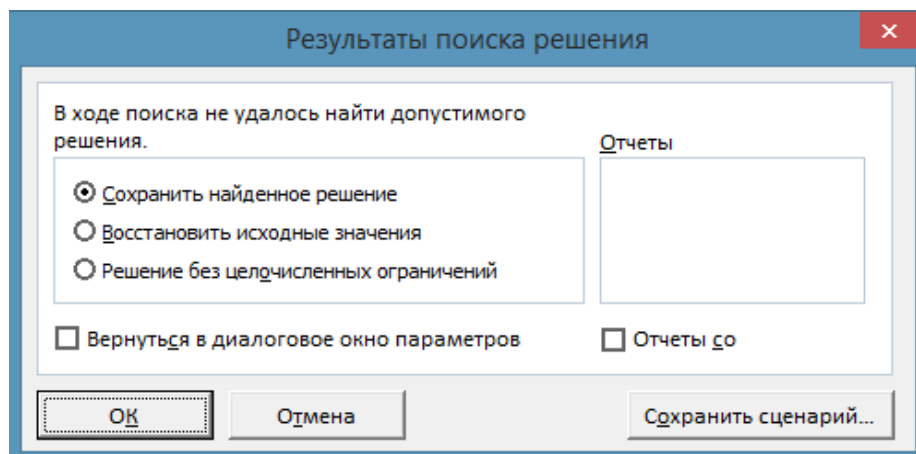 Результаты поиска решения
В ходе поиска не удалось найти допустимого
решения.
Отчеты
Сохранить найденное решение
Восстановить исходные значения
Решение без целочисленных ограничений
Вернуться в диалоговое окно параметров
Отчеты со
ОК
Отмена
Сохранить сценарий...